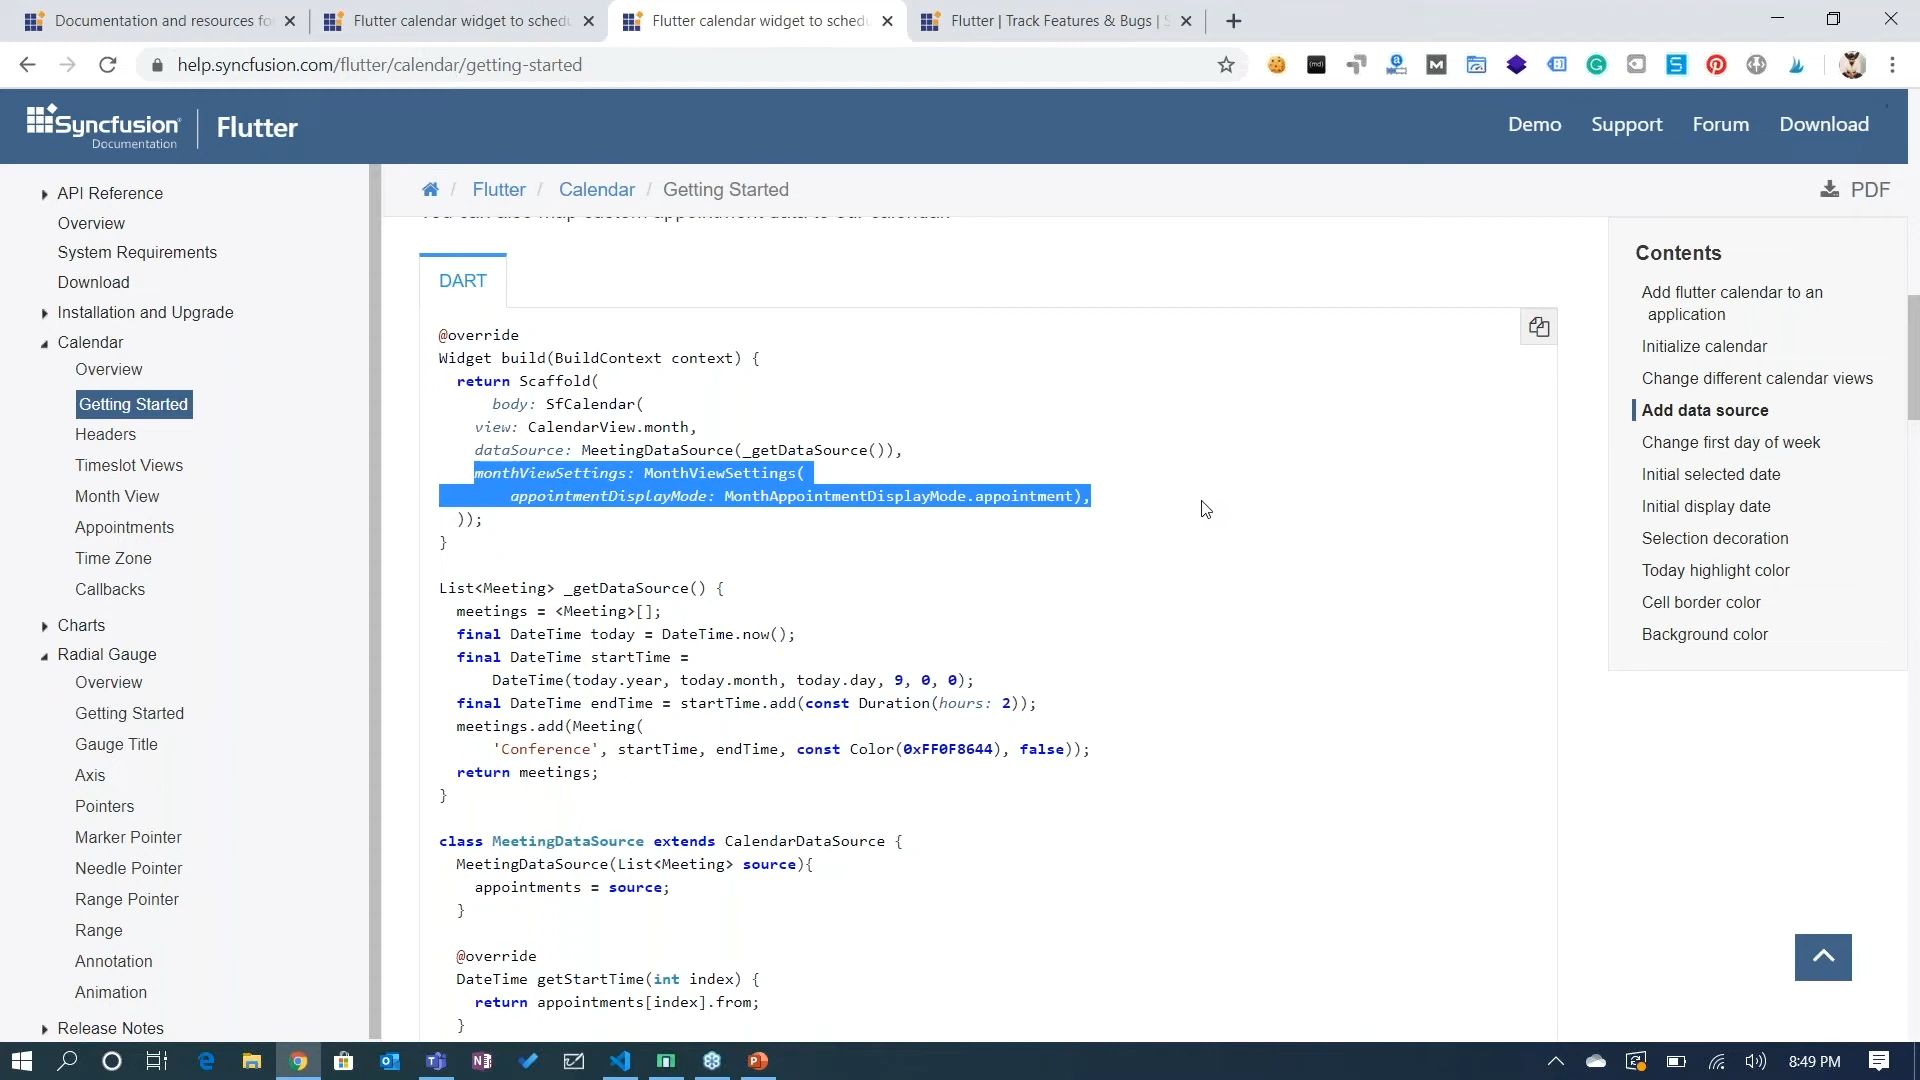 Documentation and resources fo
Flutter calendar widget to sched
Flutter calendar widget to sched
Flutter | Track Features & Bugs |
help.syncfusion.com/flutter/calendar/getting-started
Syncfusion
Documentation
Flutter
Demo
Support
Forum
Download
API Reference
Overview
System Requirements
Download
Installation and Upgrade
Calendar
Overview
Getting Started
Headers
Timeslot Views
Month View
Appointments
Time Zone
Callbacks
Charts
Radial Gauge
Overview
Getting Started
Gauge Title
Axis
Pointers
Marker Pointer
Needle Pointer
Range Pointer
Range
Annotation
Animation
Release Notes
/ Flutter / Calendar / Getting Started
PDF
You can also map custom appointment data to our calendar.
DART
@override
Widget build(BuildContext context) {
return Scaffold(
body: SfCalendar(
view: CalendarView.month,
dataSource: MeetingDataSource(_getDataSource()),
monthViewSettings: MonthViewSettings(
appointmentDisplayMode: MonthAppointmentDisplayMode.appointment),
));
}
List<Meeting> _getDataSource() {
meetings = <Meeting>[];
final DateTime today = DateTime.now();
final DateTime startTime =
DateTime(today.year, today.month, today.day, 9, 0, 0);
final DateTime endTime = startTime.add(const Duration(hours: 2));
meetings.add(Meeting(
'Conference', startTime, endTime, const Color(0xFF0F8644), false));
return meetings;
}
class MeetingDataSource extends CalendarDataSource {
MeetingDataSource(List<Meeting> source){
appointments = source;
}
@override
DateTime getStartTime(int index) {
return appointments[index].from;
}
Contents
Add flutter calendar to an
application
Initialize calendar
Change different calendar views
Add data source
Change first day of week
Initial selected date
Initial display date
Selection decoration
Today highlight color
Cell border color
Background color
8:49 PM